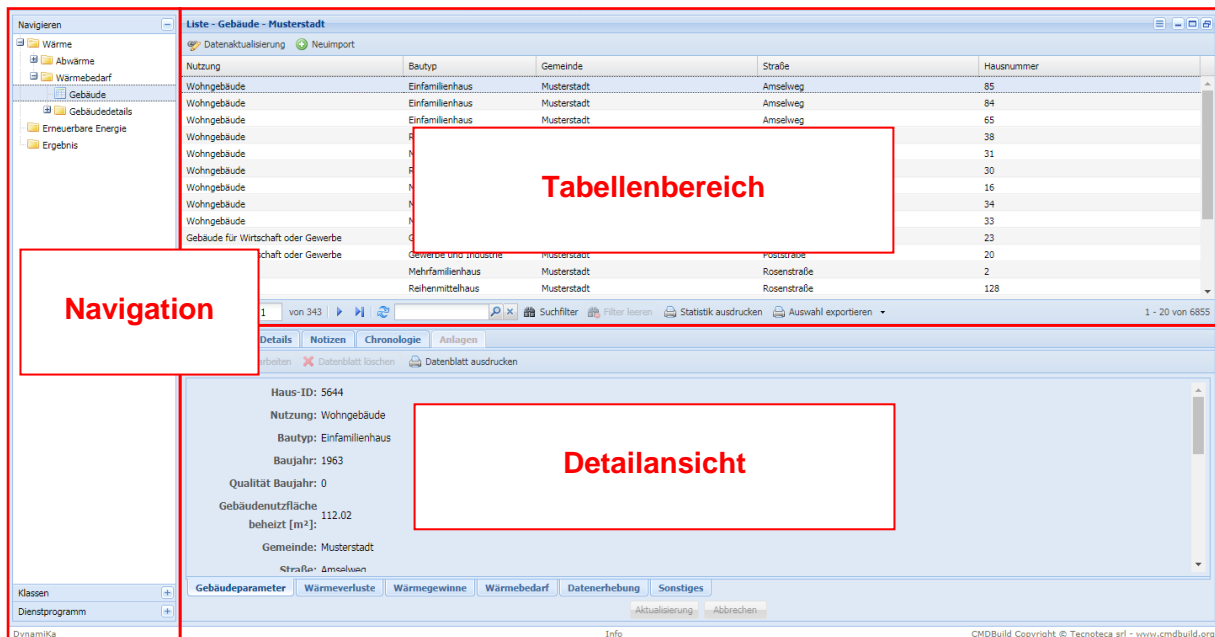 Navigieren
Wärme
Abwärme
Wärmebedarf
Gebäude
Gebäudedetails
Erneuerbare Energie
Ergebnis
Navigation
Klassen
Dienstprogramm
Liste - Gebäude - Musterstadt
Datenaktualisierung Neuimport
Nutzung Bautyp Gemeinde Straße Hausnummer
Wohngebäude Einfamilienhaus Musterstadt Amselweg 85
Wohngebäude Einfamilienhaus Musterstadt Amselweg 84
Wohngebäude Einfamilienhaus Musterstadt Amselweg 65
Wohngebäude 38
Wohngebäude 31
Wohngebäude 30
Wohngebäude 16
Wohngebäude 34
Wohngebäude 33
Gebäude für Wirtschaft oder Gewerbe 23
oder Gewerbe Gewerbe und Industrie Musterstadt Poststraße 20
Mehrfamilienhaus Musterstadt Rosenstraße 2
Reihenmittelhaus Musterstadt Rosenstraße 128
Tabellenbereich
1 von 343 Suchfilter Filter leeren Statistik ausdrucken Auswahl exportieren 1 - 20 von 6855
Details Notizen Chronologie Anlagen
Datenblatt löschen Datenblatt ausdrucken
Haus-ID: 5644
Nutzung: Wohngebäude
Bautyp: Einfamilienhaus
Baujahr: 1963
Qualität Baujahr: 0
Gebäudenutzfläche
beheizt [m²]: 112.02
Gemeinde: Musterstadt
Straße: Amselweg
Detailansicht
Gebäudeparameter Wärmeverluste Wärmegewinne Wärmebedarf Datenerhebung Sonstiges
Aktualisierung Abbrechen
DynamiKa Info CMDBuild Copyright © Tecnoteca srl - www.cmdbuild.org